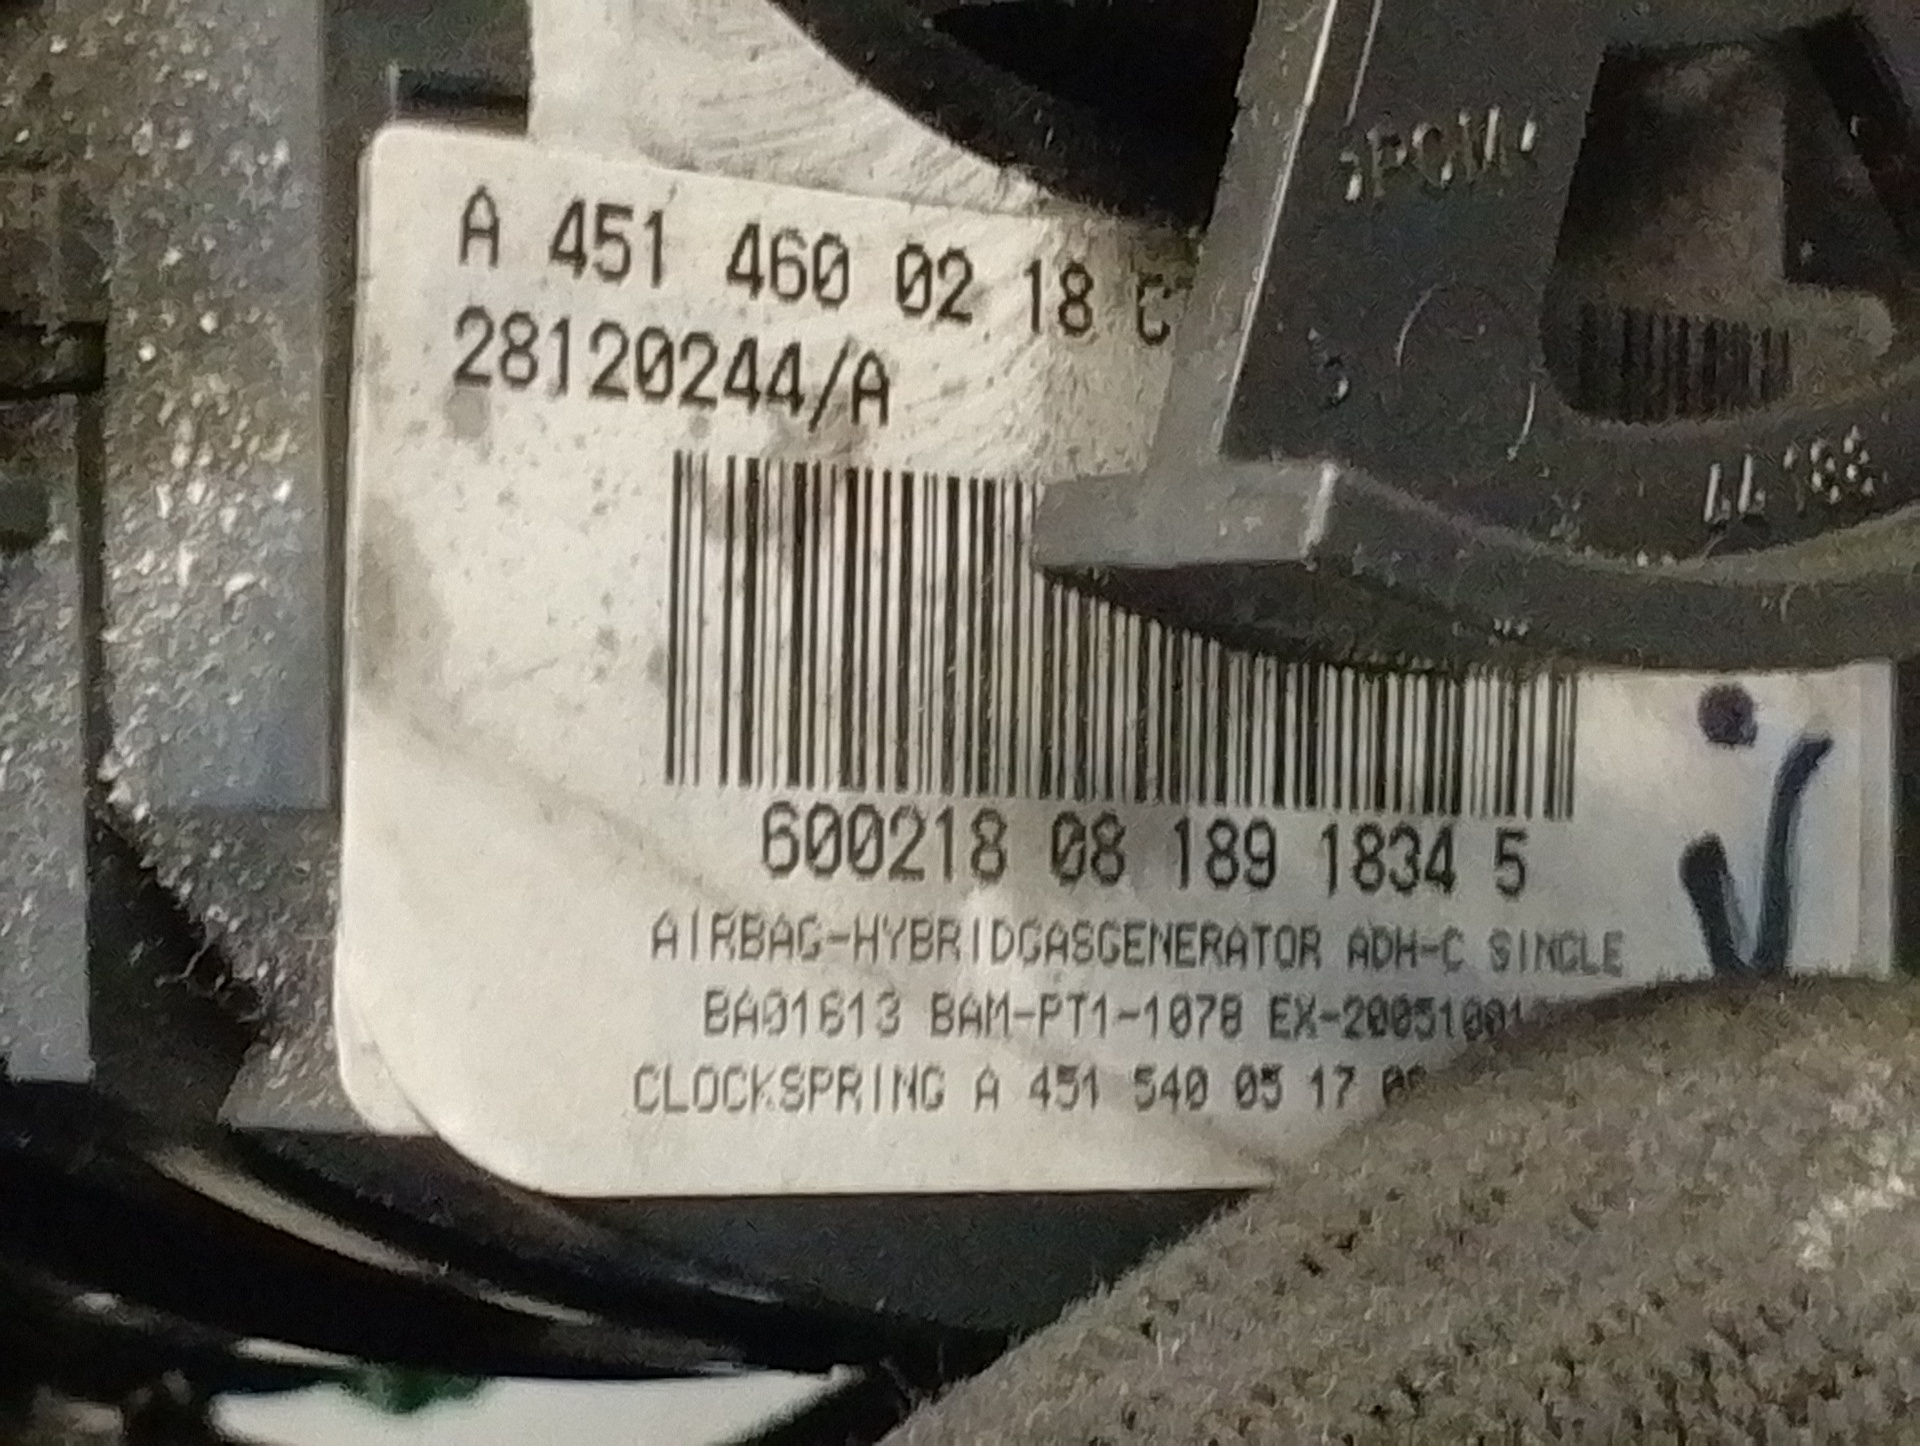 A 451 460 02 18 C
28120244/A
600218 08 189 1834 5
AIRBAG-HYBRIDGASGENERATOR ADH-C SINGLE
BA01613 BAM-PT1-1078
CLOCKSPRING A 451 540 05 17